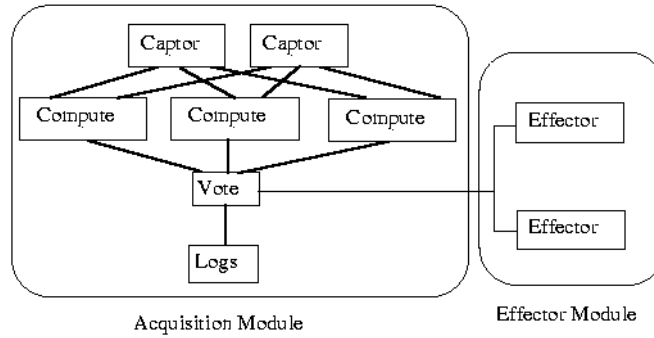 Captor
Captor
Compute
Compute
Compute
Effector
Vote
Effector
Logs
Acquisition Module
Effector Module